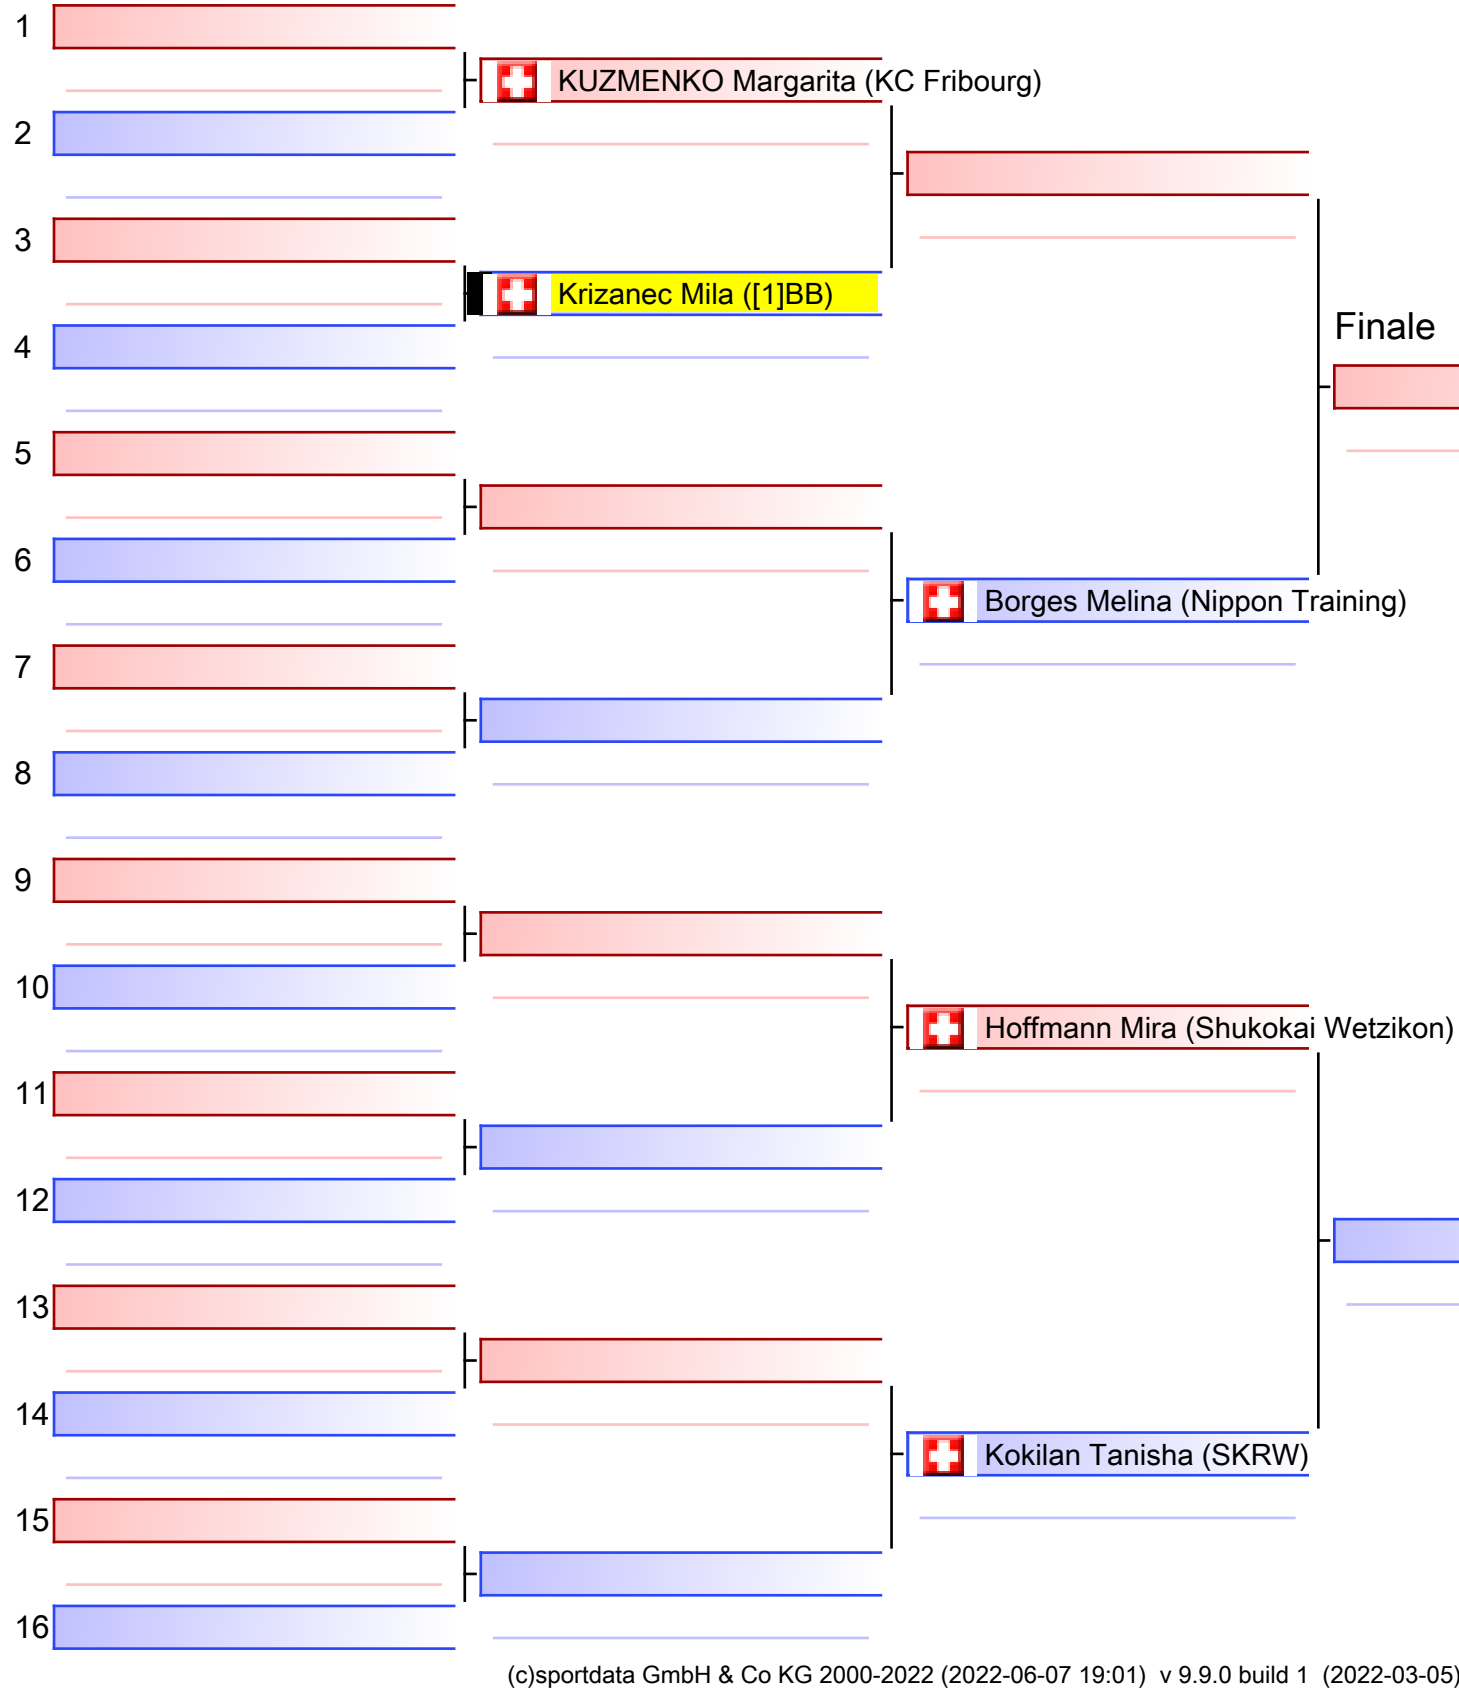 1
KUZMENKO Margarita (KC Fribourg)
2
3
Krizanec Mila ([1]BB)
Finale
4
5
6
Borges Melina (Nippon Training)
7
8
9
10
Hoffmann Mira (Shukokai Wetzikon)
11
12
13
14
Kokilan Tanisha (SKRW)
15
16
(c)sportdata GmbH & Co KG 2000-2022 (2022-06-07 19:01)  v 9.9.0 build 1  (2022-03-05)